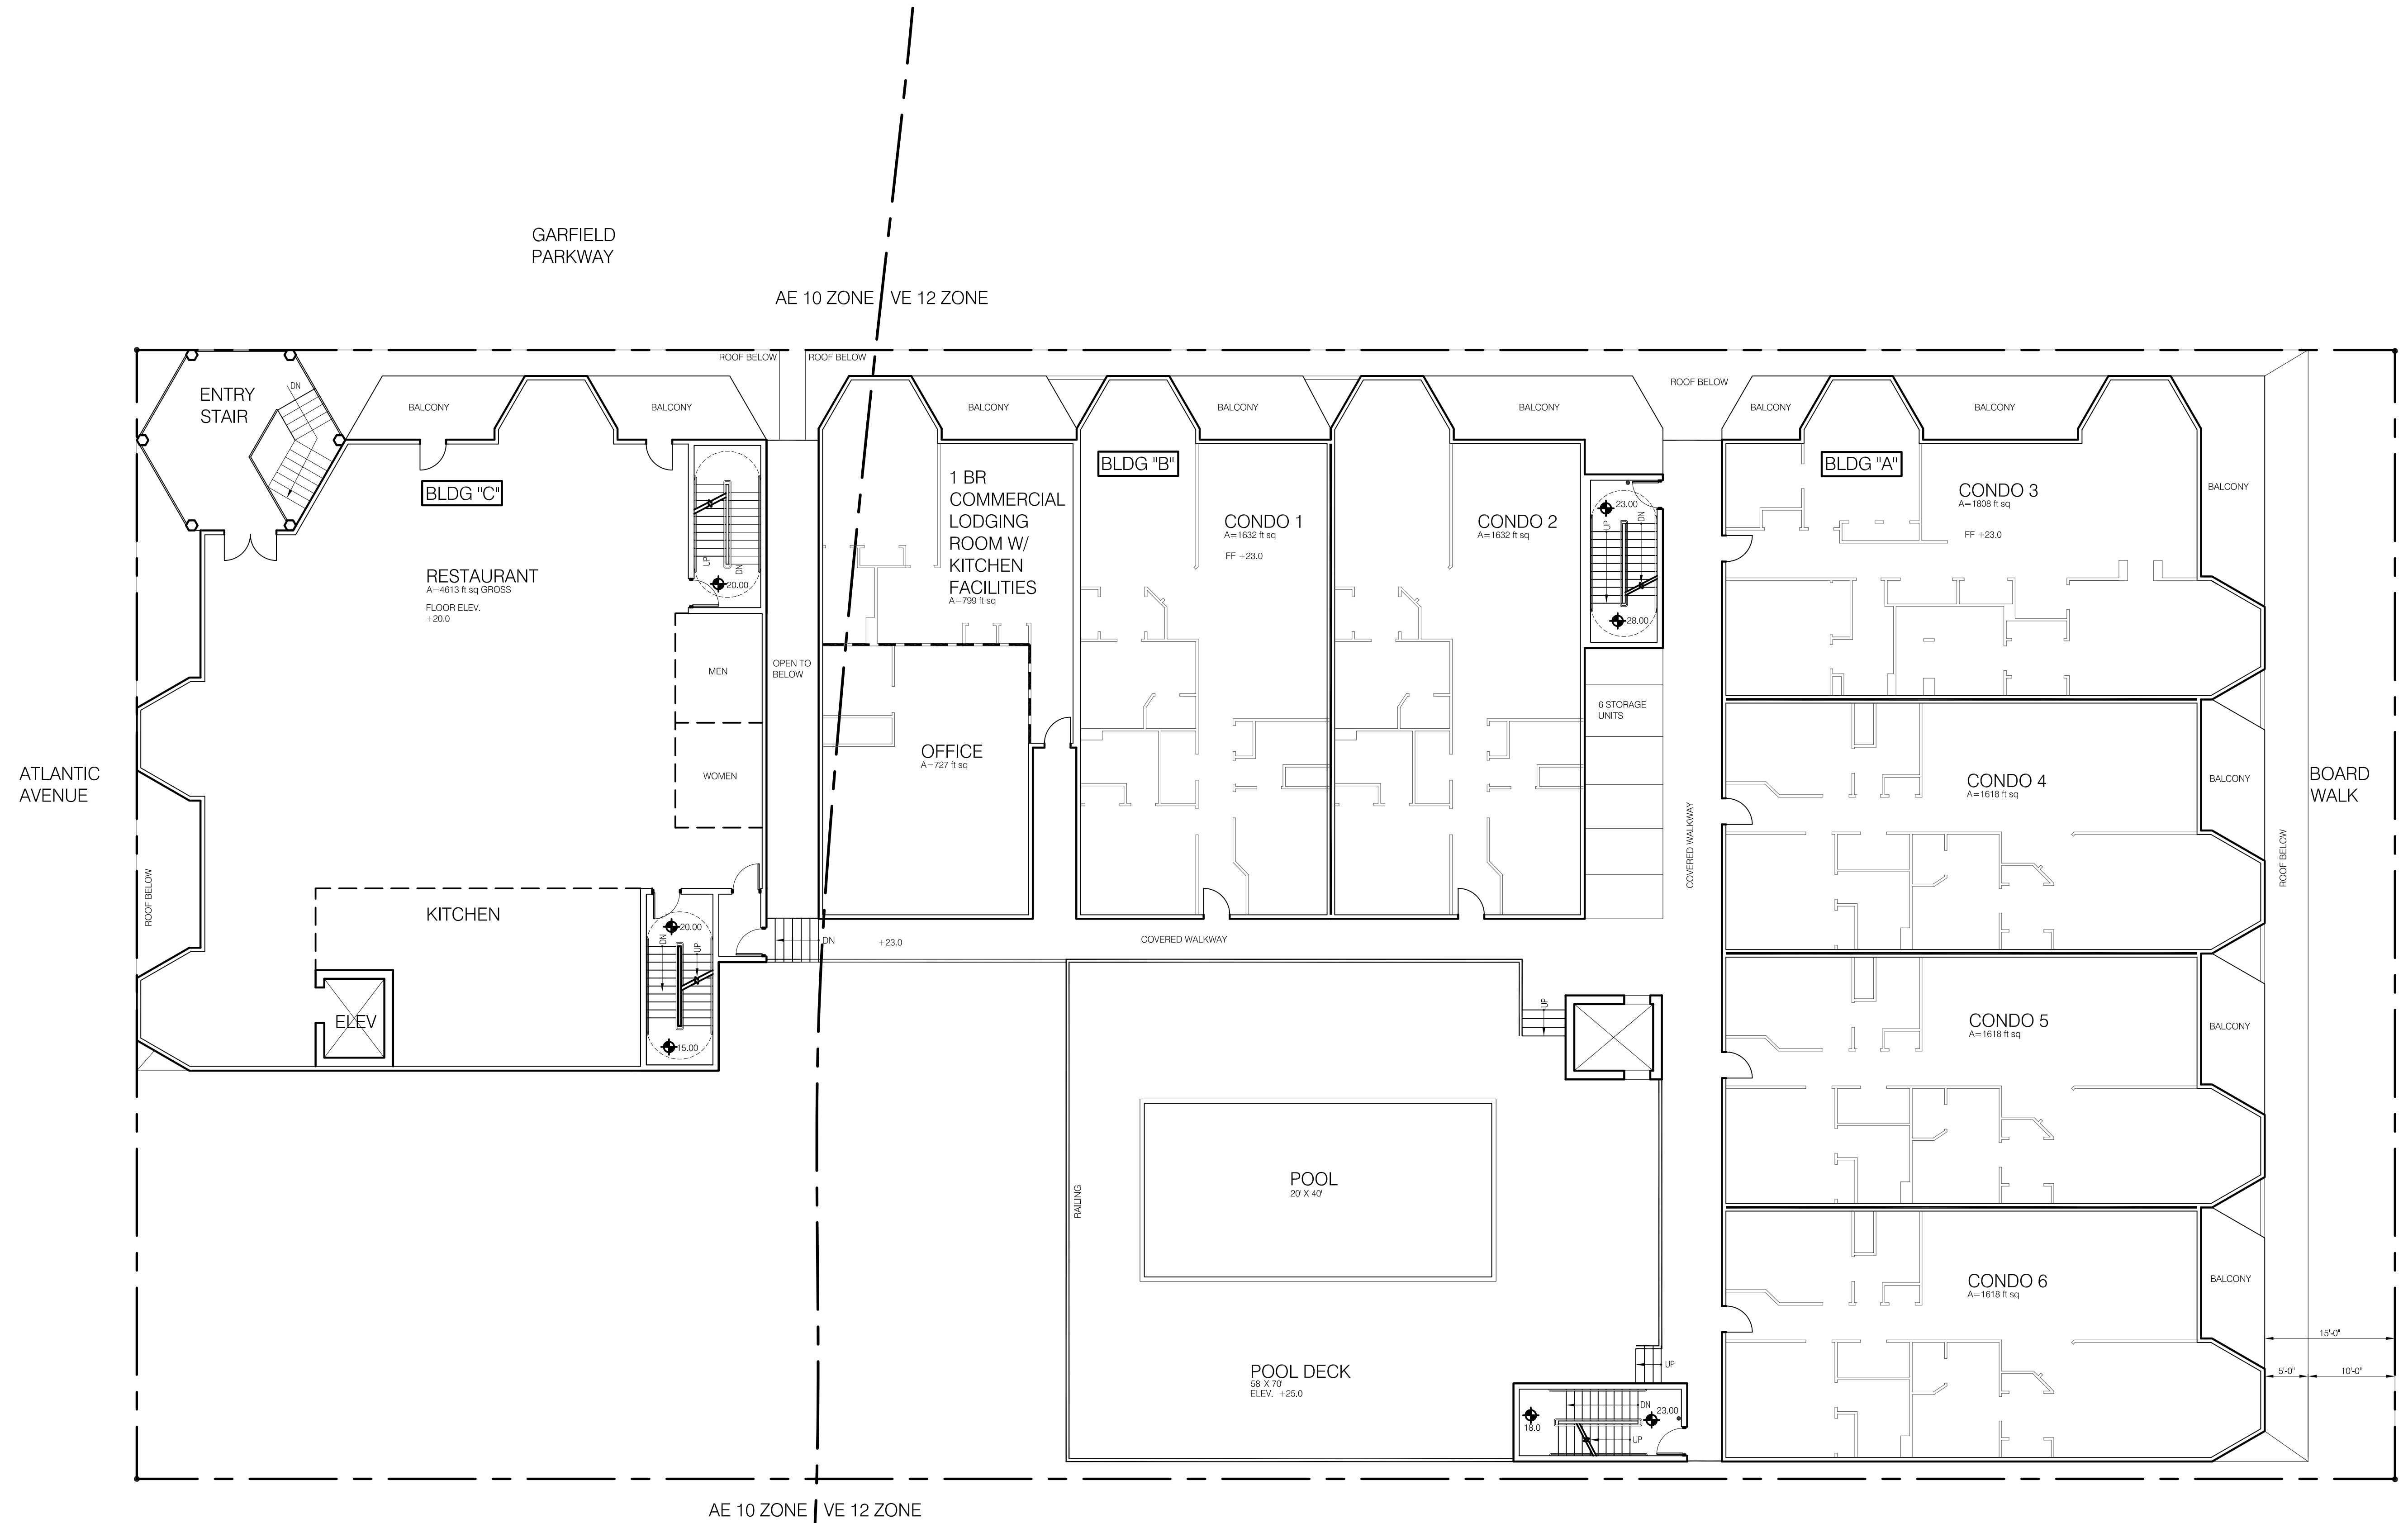 GARFIELD
PARKWAY
AE 10 ZONE
VE 12 ZONE
ROOF BELOW
ROOF BELOW
ROOF BELOW
ENTRY
STAIR
DN
BALCONY
BALCONY
BALCONY
BALCONY
BALCONY
BALCONY
BALCONY
BLDG "C"
BLDG "B"
BLDG "A"
1 BR
COMMERCIAL
LODGING
ROOM W/
KITCHEN
FACILITIES
A=799 ft sq
CONDO 1
A=1632 ft sq
FF +23.0
CONDO 2
A=1632 ft sq
23.00
UP
DN
28.00
CONDO 3
A=1808 ft sq
FF +23.0
BALCONY
RESTAURANT
A=4613 ft sq GROSS
FLOOR ELEV.
+20.0
UP
DN
20.00
MEN
WOMEN
OPEN TO
BELOW
OFFICE
A=727 ft sq
6 STORAGE
UNITS
COVERED WALKWAY
ATLANTIC
AVENUE
CONDO 4
A=1618 ft sq
BALCONY
BOARD
WALK
ROOF BELOW
ROOF BELOW
KITCHEN
ELEV
20.00
DN
UP
15.00
DN
+23.0
COVERED WALKWAY
UP
CONDO 5
A=1618 ft sq
BALCONY
POOL
20' X 40'
RAILING
CONDO 6
A=1618 ft sq
BALCONY
15'-0"
5'-0"
10'-0"
POOL DECK
58' X 70'
ELEV. +25.0
UP
DN
23.00
18.0
UP
AE 10 ZONE
VE 12 ZONE